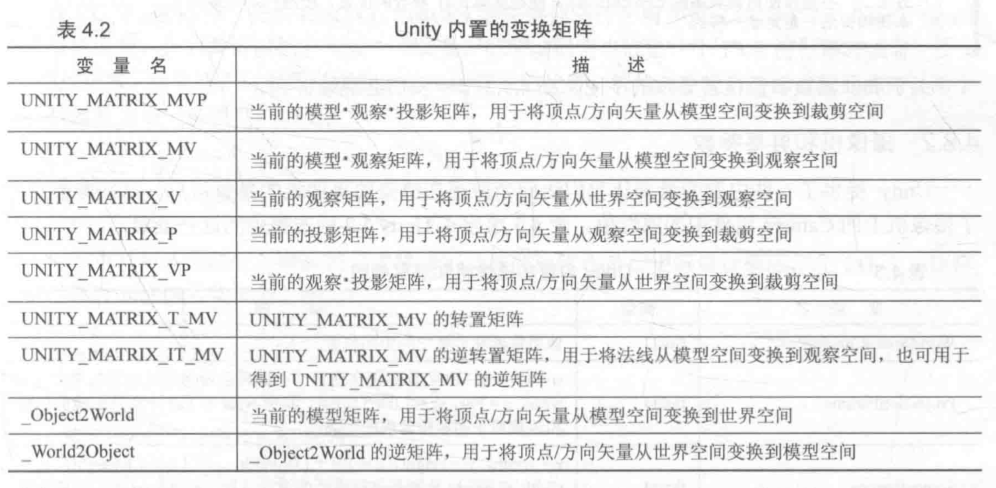 表 4.2 Unity 内置的变换矩阵
变 量 名 描 述
UNITY_MATRIX_MVP 当前的模型•观察•投影矩阵，用于将顶点/方向矢量从模型空间变换到裁剪空间
UNITY_MATRIX_MV 当前的模型•观察矩阵，用于将顶点/方向矢量从模型空间变换到观察空间
UNITY_MATRIX_V 当前的观察矩阵，用于将顶点/方向矢量从世界空间变换到观察空间
UNITY_MATRIX_P 当前的投影矩阵，用于将顶点/方向矢量从观察空间变换到裁剪空间
UNITY_MATRIX_VP 当前的观察•投影矩阵，用于将顶点/方向矢量从世界空间变换到裁剪空间
UNITY_MATRIX_T_MV UNITY_MATRIX_MV 的转置矩阵
UNITY_MATRIX_IT_MV UNITY_MATRIX_MV 的逆转置矩阵，用于将法线从模型空间变换到观察空间，也可用于
得到 UNITY_MATRIX_MV 的逆矩阵
_Object2World 当前的模型矩阵，用于将顶点/方向矢量从模型空间变换到世界空间
_World2Object _Object2World 的逆矩阵，用于将顶点/方向矢量从世界空间变换到模型空间